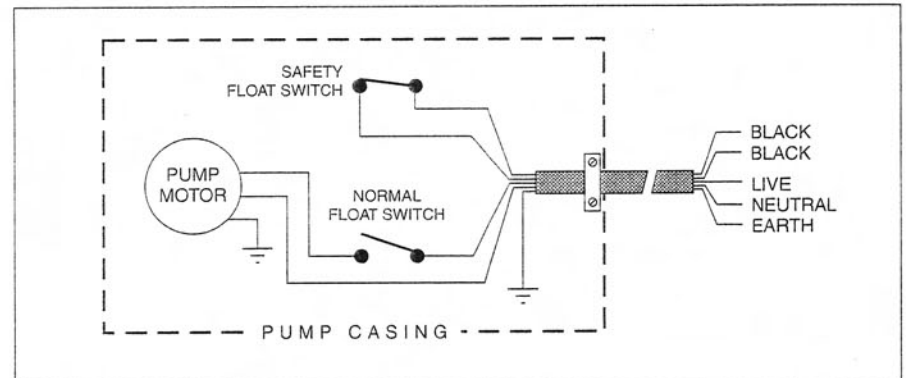 SAFETY
FLOAT SWITCH
PUMP
MOTOR
NORMAL
FLOAT SWITCH
BLACK
BLACK
LIVE
NEUTRAL
EARTH
PUMP CASING